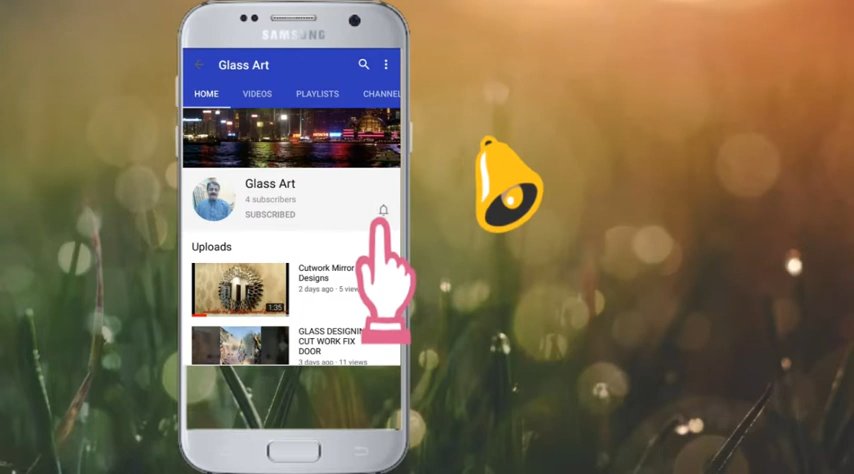 SAMSUNG
Glass Art
HOME VIDEOS PLAYLISTS CHANNEL
Glass Art
4 subscribers
SUBSCRIBED
Uploads
Cutwork Mirror
Designs
2 days ago · 5 view
1:35
GLASS DESIGNIN
CUT WORK FIX
DOOR
3 days ago · 11 views